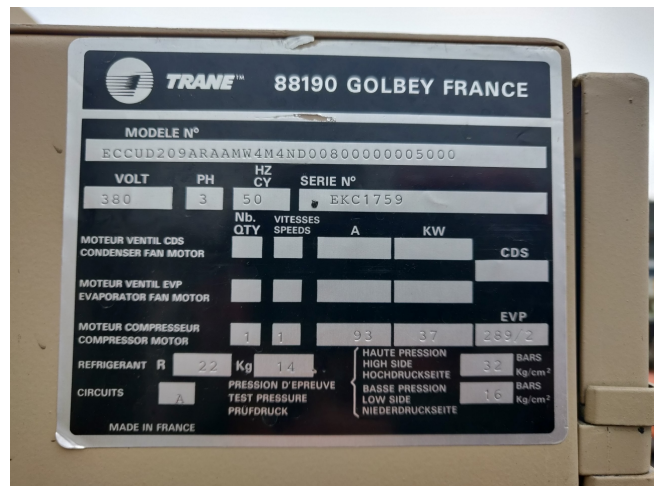 TRANE™ 88190 GOLBEY FRANCE
MODELE Nº
ECCUD209ARAAMW4M4ND00800000005000
VOLT PH HZ CY SERIE Nº
380 3 50 EKC1759
Nb. QTY VITESSES SPEEDS A KW
MOTEUR VENTIL CDS
CONDENSER FAN MOTOR
CDS
MOTEUR VENTIL EVP
EVAPORATOR FAN MOTOR
EVP
MOTEUR COMPRESSEUR
COMPRESSOR MOTOR 1 1 93 37 289/2
REFRIGERANT R 22 Kg 14
CIRCUITS A
PRESSION D'EPREUVE
TEST PRESSURE
PRÜFDRUCK
HAUTE PRESSION
HIGH SIDE
HOCHDRUCKSEITE
32 BARS
Kg/cm²
BASSE PRESSION
LOW SIDE
NIEDERDRUCKSEITE
16 BARS
Kg/cm²
MADE IN FRANCE